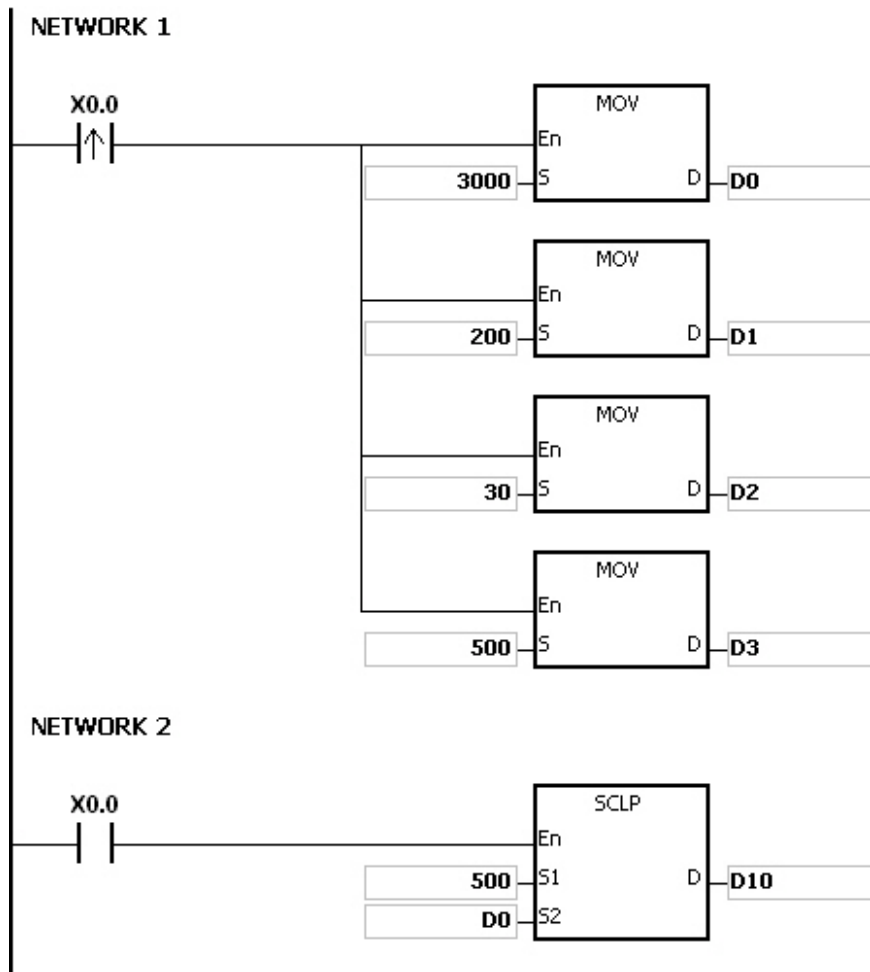 NETWORK 1
X0.0
MOV
En
3000 S D D0
MOV
En
200 S D D1
MOV
En
30 S D D2
MOV
En
500 S D D3
NETWORK 2
X0.0
SCLP
En
500 S1 D D10
D0 S2